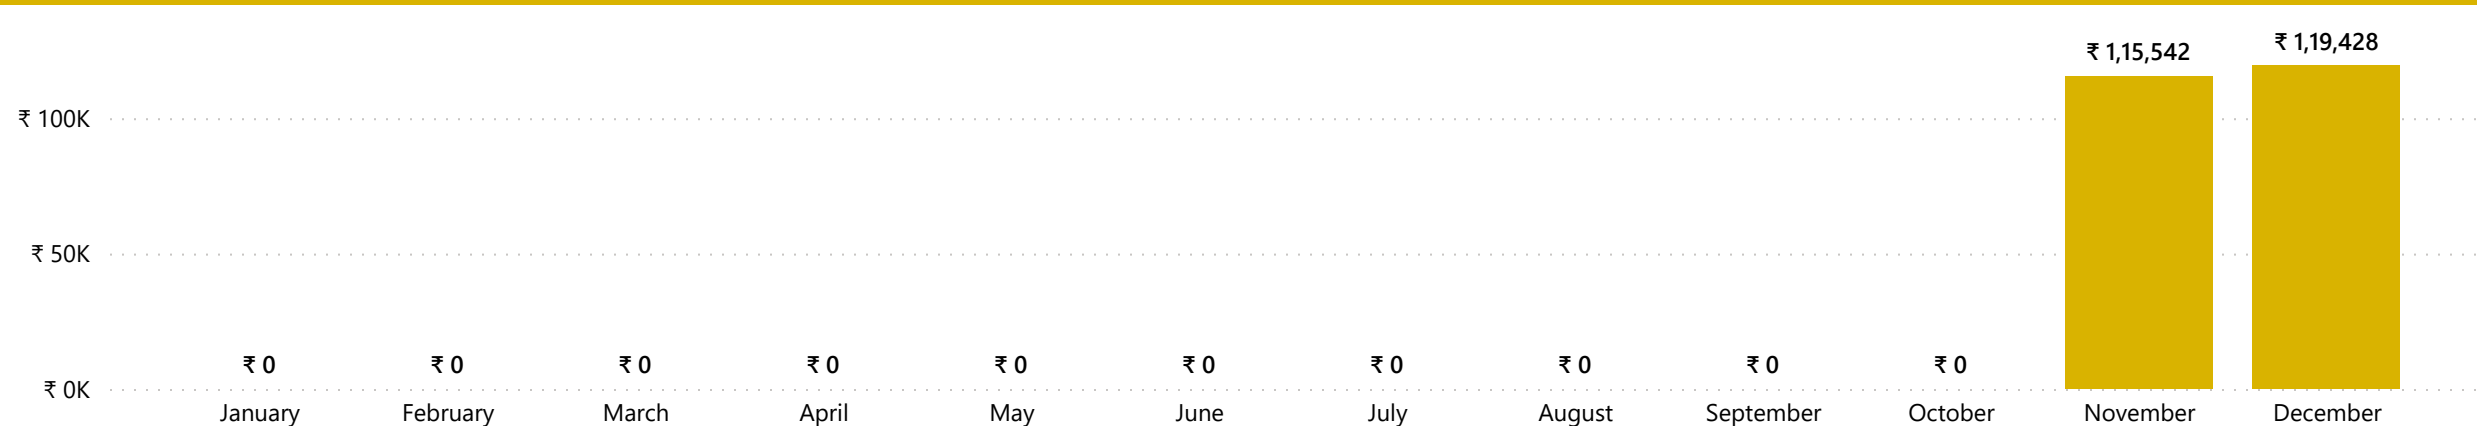 ₹ 1,19,428
₹ 1,15,542
₹ 100K
₹ 50K
₹ 0 ₹ 0 ₹ 0 ₹ 0 ₹ 0 ₹ 0 ₹ 0 ₹ 0 ₹ 0 ₹ 0
₹ 0K
January February March April May June July August September October November December